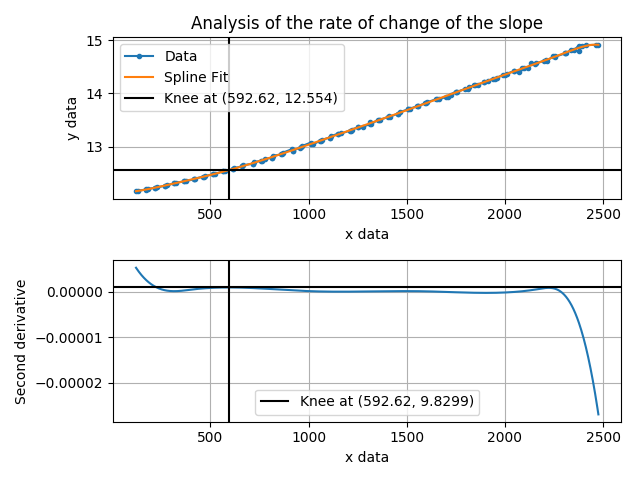 Analysis of the rate of change of the slope
15
14
13
y data
Data
Spline Fit
Knee at (592.62, 12.554)
500 1000 1500 2000 2500
x data
0.00000
−0.00001
−0.00002
Second derivative
Knee at (592.62, 9.8299)
500 1000 1500 2000 2500
x data